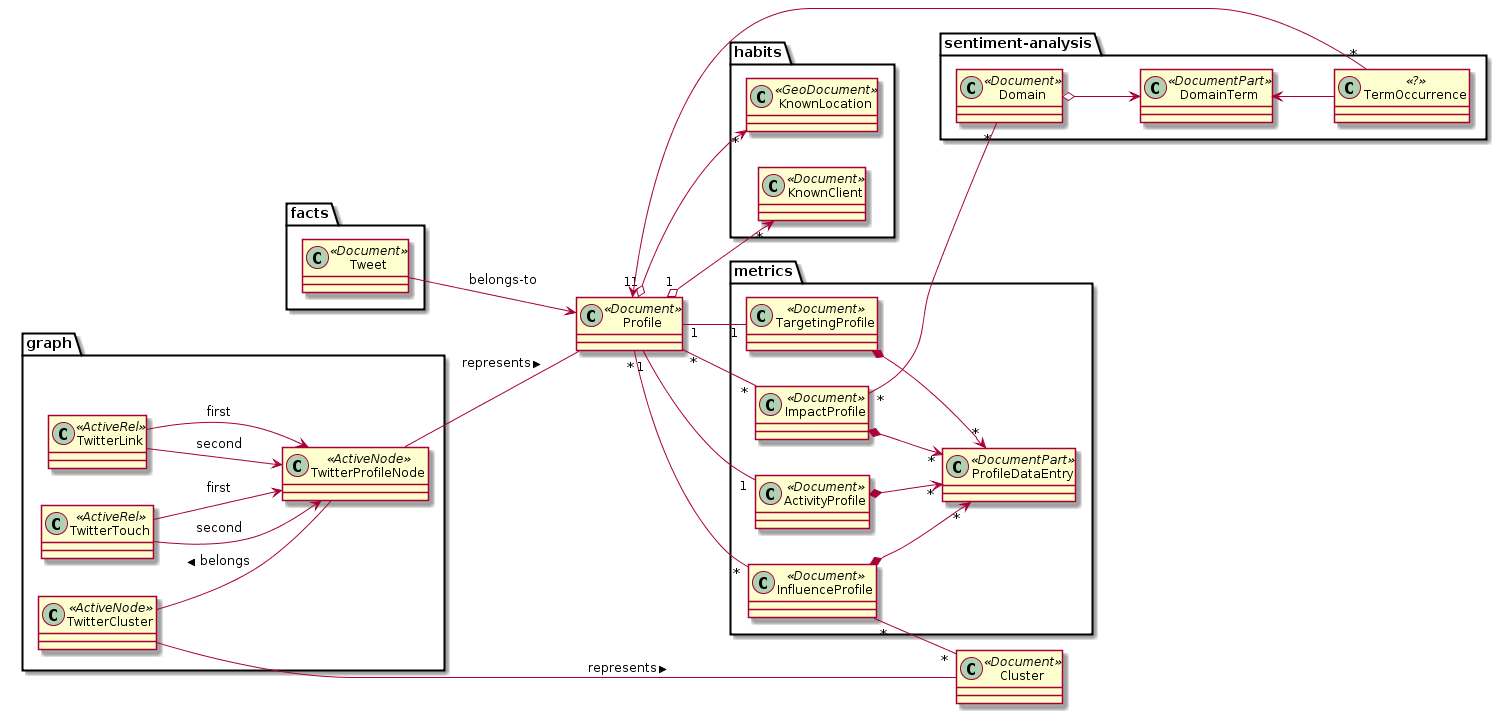 habits
C «GeoDocument»
KnownLocation
*
C «Document»
KnownClient
*
sentiment-analysis
*
C «Document»
Domain
C «DocumentPart»
DomainTerm
C «?»
TermOccurrence
*
facts
C «Document»
Tweet
belongs-to
1
1
1
C «Document»
Profile
1
*
*
1
metrics
C «Document»
TargetingProfile
1
C «Document»
ImpactProfile
*
*
C «Document»
ActivityProfile
1
C «Document»
InfluenceProfile
*
*
C «DocumentPart»
ProfileDataEntry
*
*
*
*
graph
represents ▶
C «ActiveRel»
TwitterLink
first
second
C «ActiveNode»
TwitterProfileNode
C «ActiveRel»
TwitterTouch
first
second
◀ belongs
C «ActiveNode»
TwitterCluster
represents ▶
*
C «Document»
Cluster